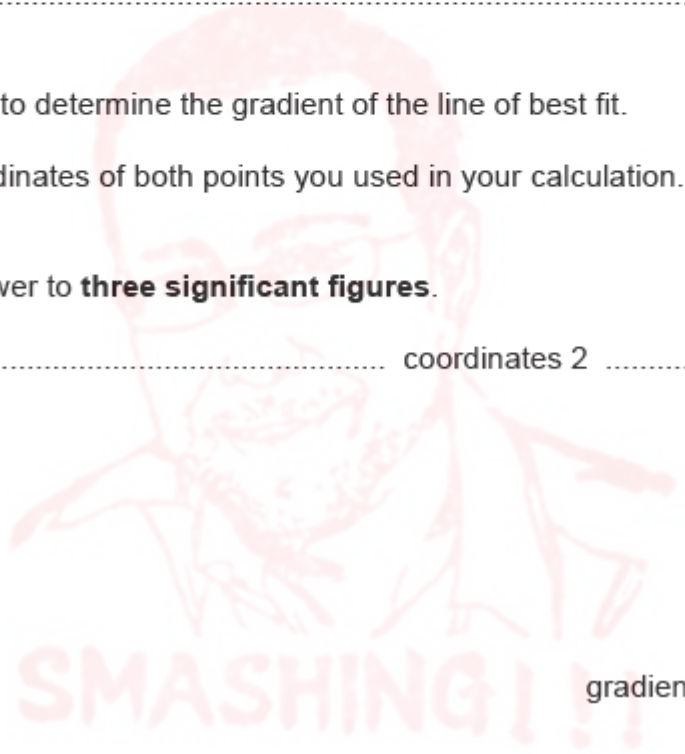 to determine the gradient of the line of best fit.
dinates of both points you used in your calculation.
wer to three significant figures.
coordinates 2
SMASHING!!!
gradien